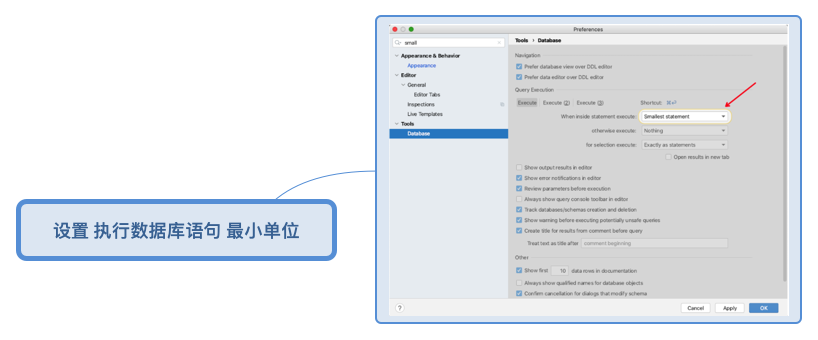 设置 执行数据库语句 最小单位
Preferences
small
Appearance & Behavior
Appearance
Editor
General
Editor Tabs
Inspections
Live Templates
Tools
Database
Tools › Database
Navigation
Prefer database view over DDL editor
Prefer data editor over DDL editor
Query Execution
Execute Execute (2) Execute (3) Shortcut: ⌘⏎
When inside statement execute: Smallest statement
otherwise execute: Nothing
for selection execute: Exactly as statements
Open results in new tab
Show output results in editor
Show error notifications in editor
Review parameters before execution
Always show query console toolbar in editor
Track databases/schemas creation and deletion
Show warning before executing potentially unsafe queries
Create title for results from comment before query
Treat text as title after comment beginning
Other
Show first 10 data rows in documentation
Always show qualified names for database objects
Confirm cancellation for dialogs that modify schema
? Cancel Apply OK